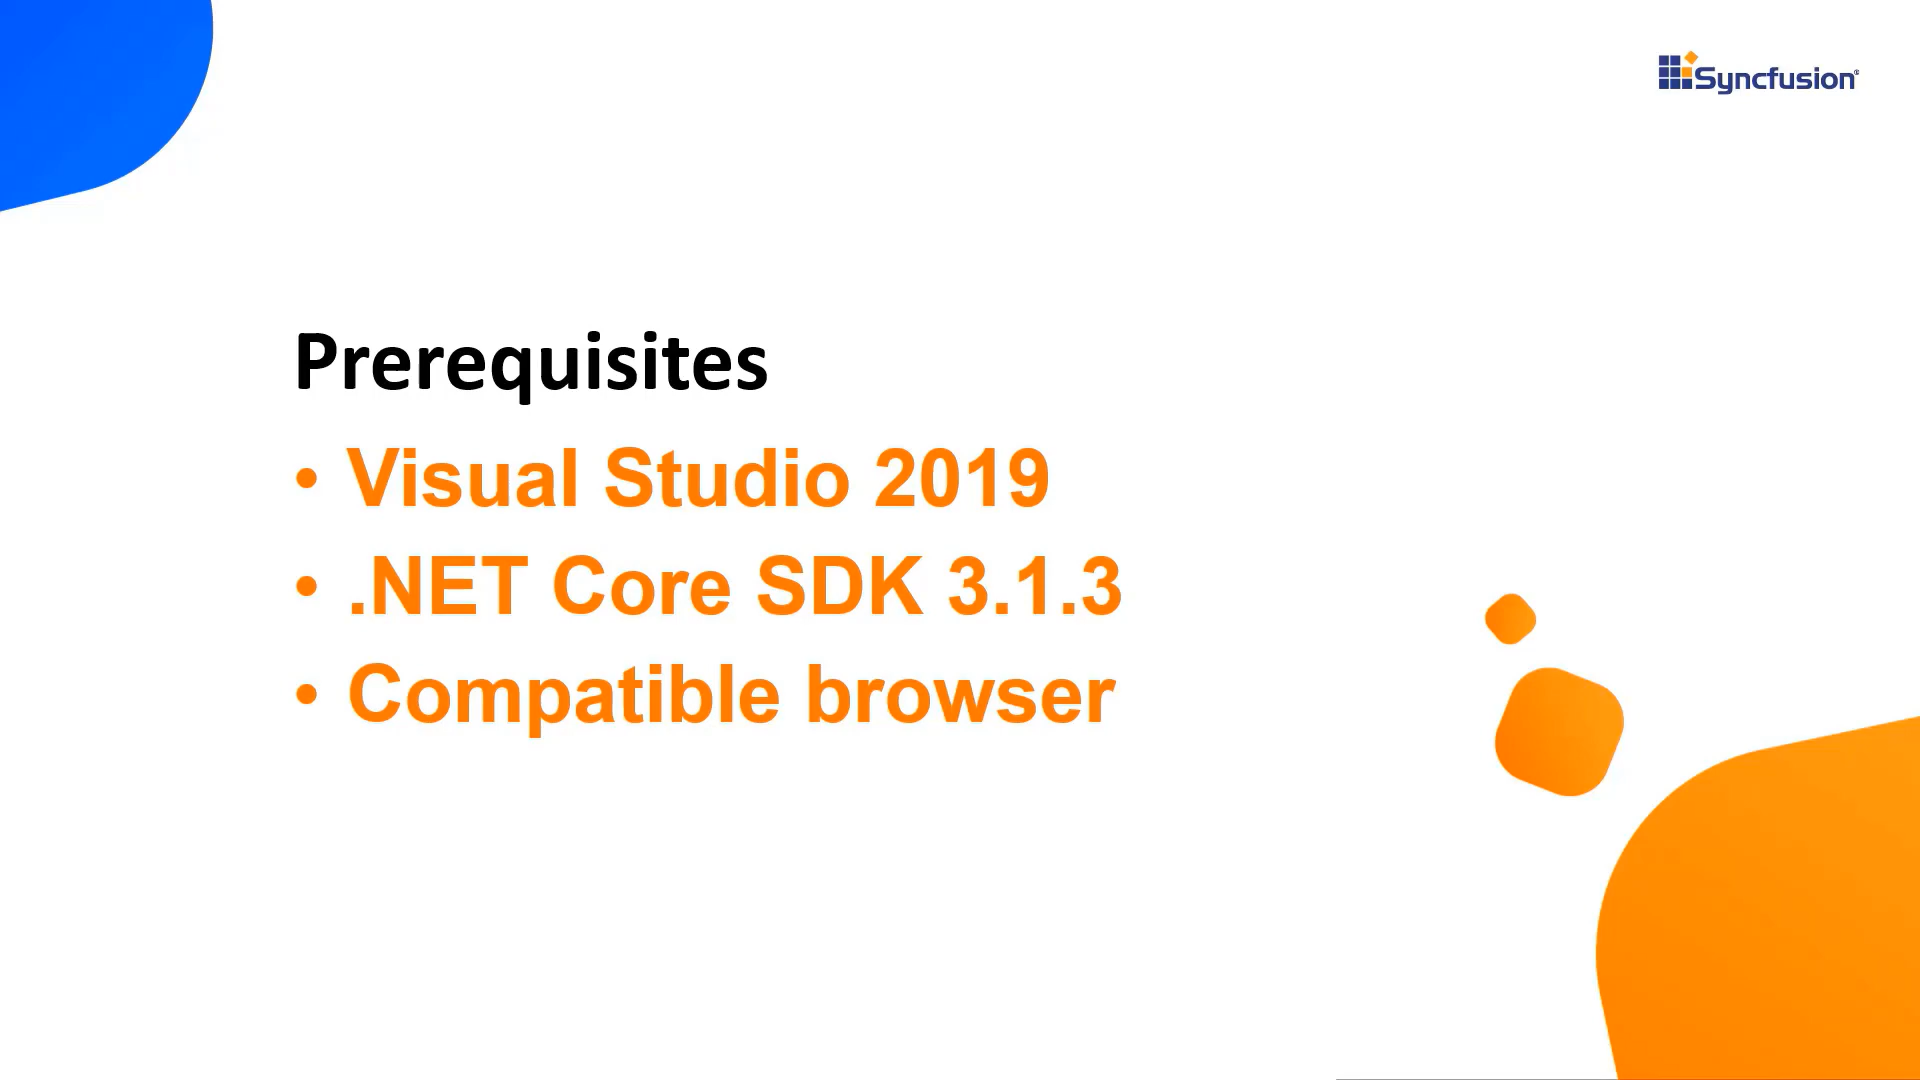 Syncfusion®
Prerequisites
• Visual Studio 2019
• .NET Core SDK 3.1.3
• Compatible browser